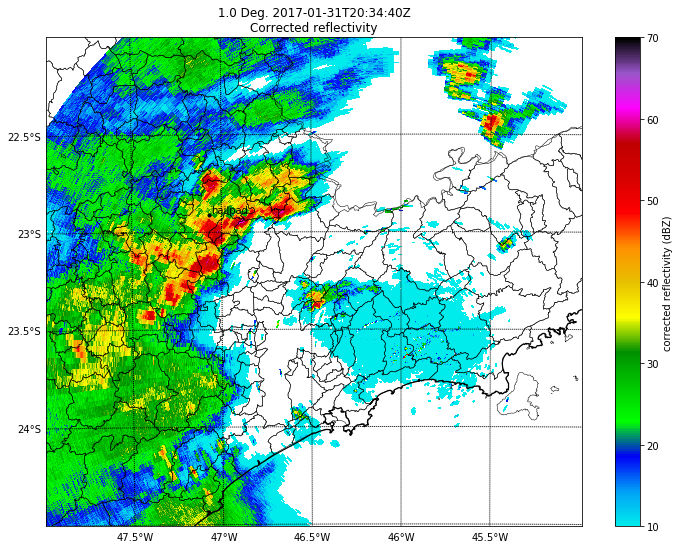 1.0 Deg. 2017-01-31T20:34:40Z
Corrected reflectivity
70
60
50
40
30
20
10
corrected reflectivity (dBZ)
22.5°S
23°S
23.5°S
24°S
hailpad
47.5°W
47°W
46.5°W
46°W
45.5°W